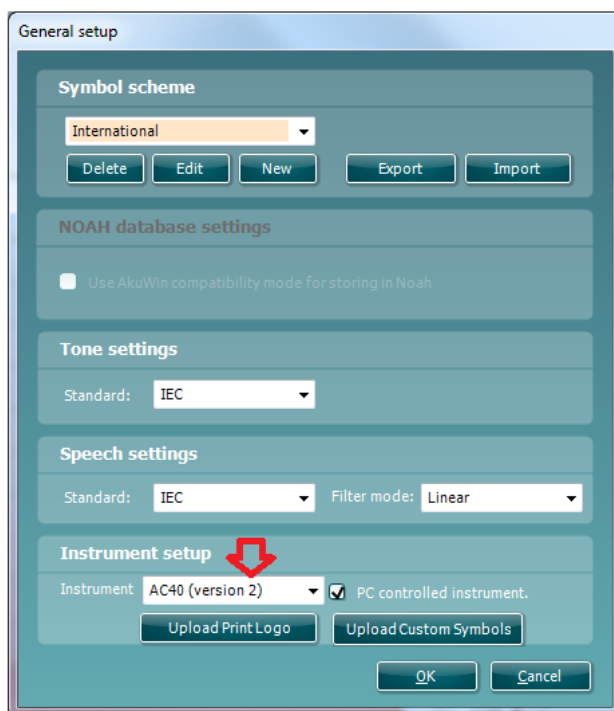 General setup
Symbol scheme
International
Delete Edit New Export Import
NOAH database settings
Use AkuWin compatibility mode for storing in Noah
Tone settings
Standard: IEC
Speech settings
Standard: IEC Filter mode: Linear
Instrument setup
Instrument AC40 (version 2) PC controlled instrument.
Upload Print Logo Upload Custom Symbols
OK Cancel